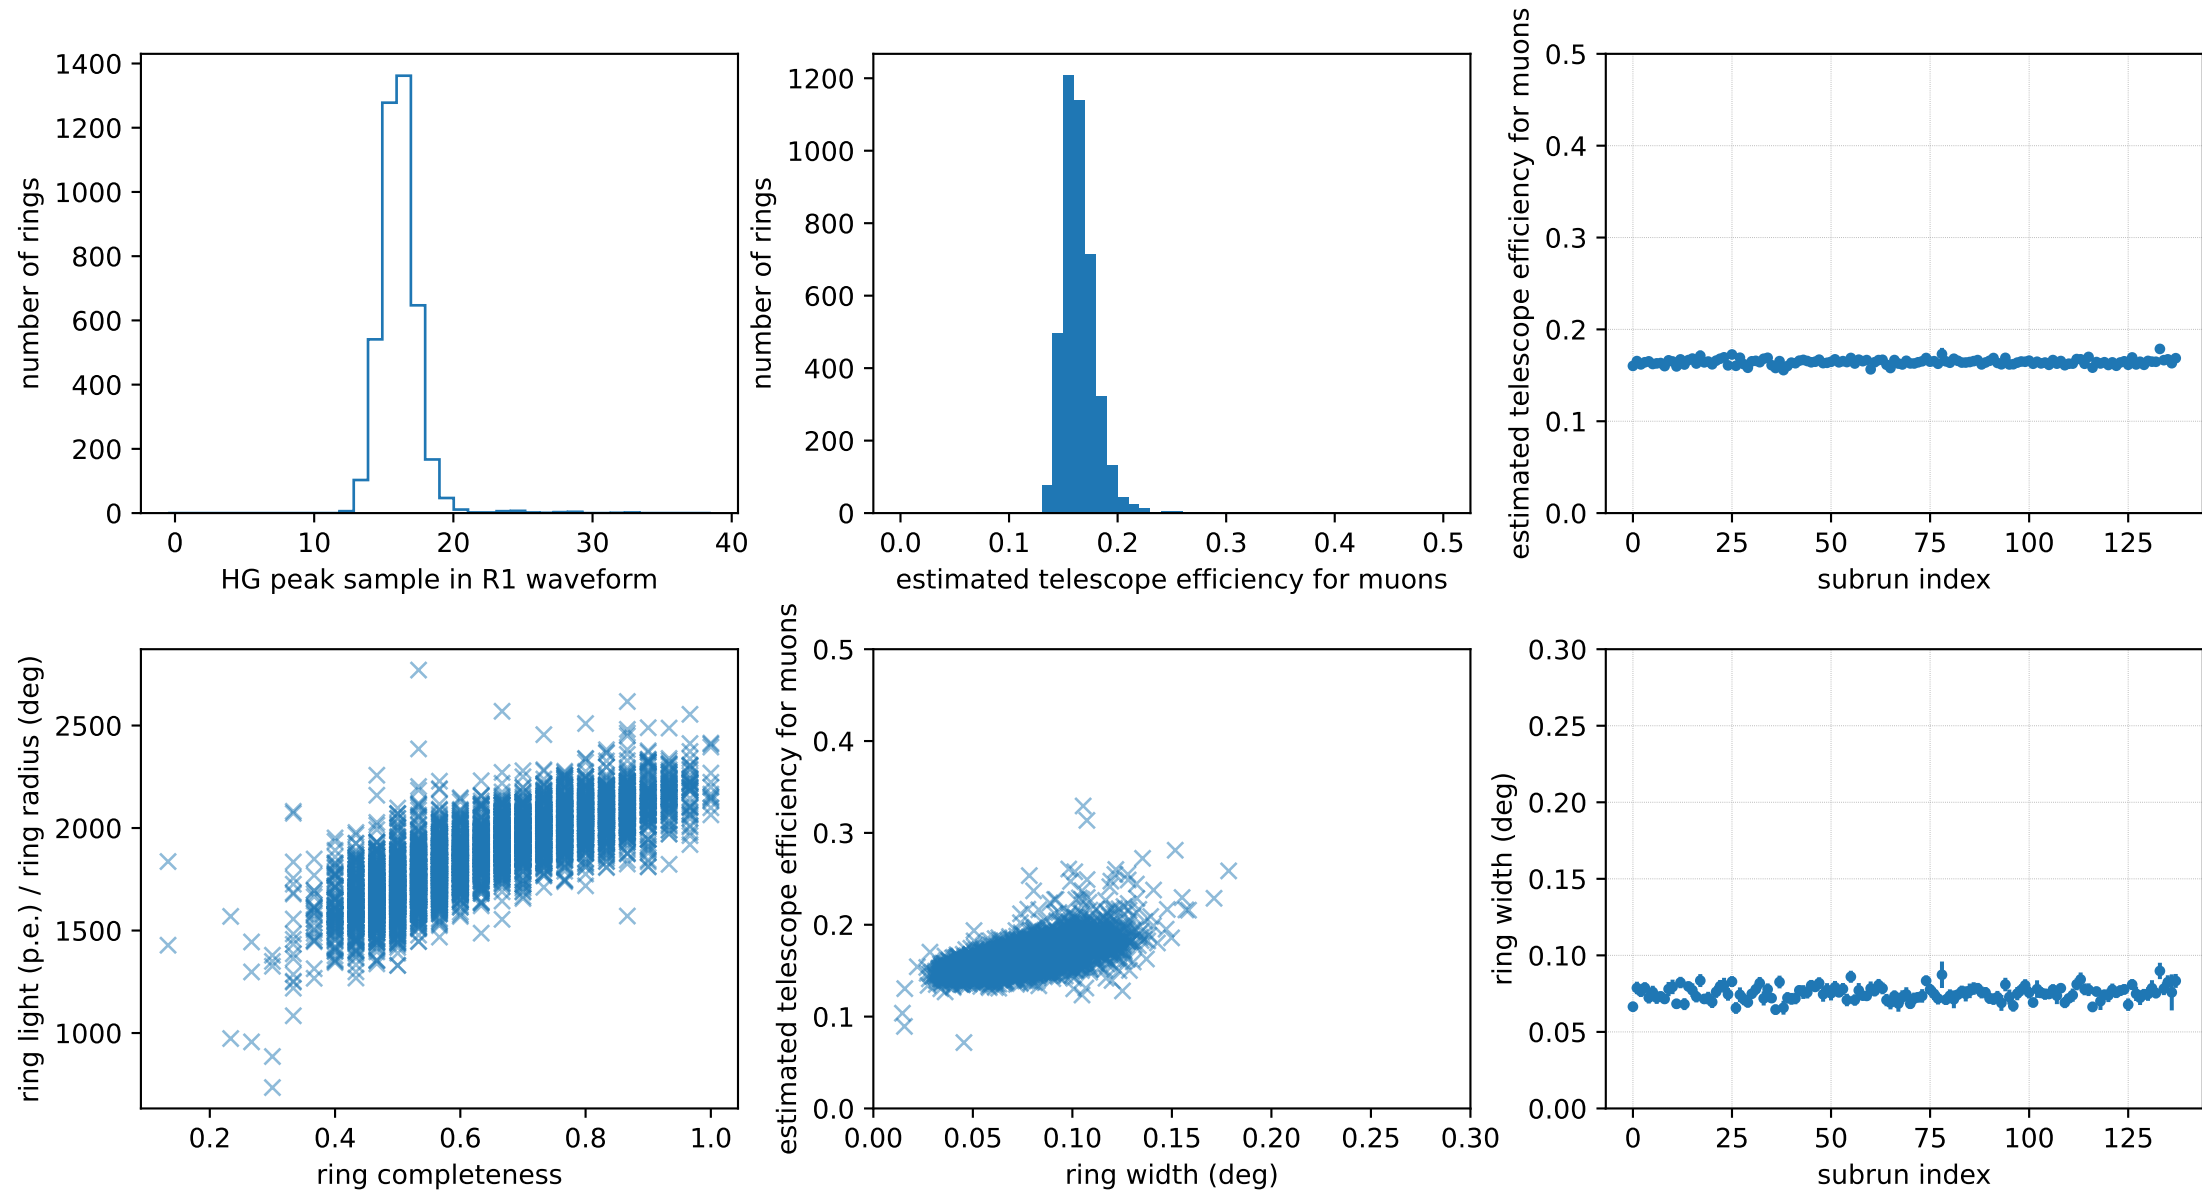 1400
1200
1000
800
600
400
200
0
number of rings
0 10 20 30 40
HG peak sample in R1 waveform
1200
1000
800
600
400
200
0
number of rings
0.0 0.1 0.2 0.3 0.4 0.5
estimated telescope efficiency for muons
0.5
0.4
0.3
0.2
0.1
0.0
estimated telescope efficiency for muons
0 25 50 75 100 125
subrun index
2500
2000
1500
1000
ring light (p.e.) / ring radius (deg)
0.2 0.4 0.6 0.8 1.0
ring completeness
0.5
0.4
0.3
0.2
0.1
0.0
estimated telescope efficiency for muons
0.00 0.05 0.10 0.15 0.20 0.25 0.30
ring width (deg)
0.30
0.25
0.20
0.15
0.10
0.05
0.00
ring width (deg)
0 25 50 75 100 125
subrun index